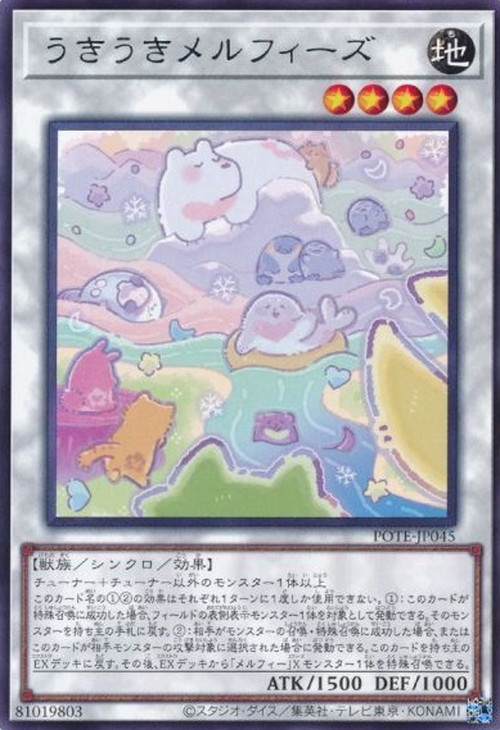 うきうきメルフィーズ
地
POTE-JP045
【獣族／シンクロ／効果】
チューナー＋チューナー以外のモンスター1体以上
このカード名の①②の効果はそれぞれ1ターンに1度しか使用できない。①：このカードが
特殊召喚に成功した場合、フィールドの表側表示モンスター1体を対象として発動できる。そのモン
スターを持ち主の手札に戻す。②：相手がモンスターの召喚・特殊召喚に成功した場合、または
このカードが相手モンスターの攻撃対象に選択された場合に発動できる。このカードを持ち主の
EXデッキに戻す。その後、EXデッキから「メルフィー」Xモンスター1体を特殊召喚できる。
ATK/1500 DEF/1000
81019803 ©スタジオ・ダイス／集英社・テレビ東京・KONAMI